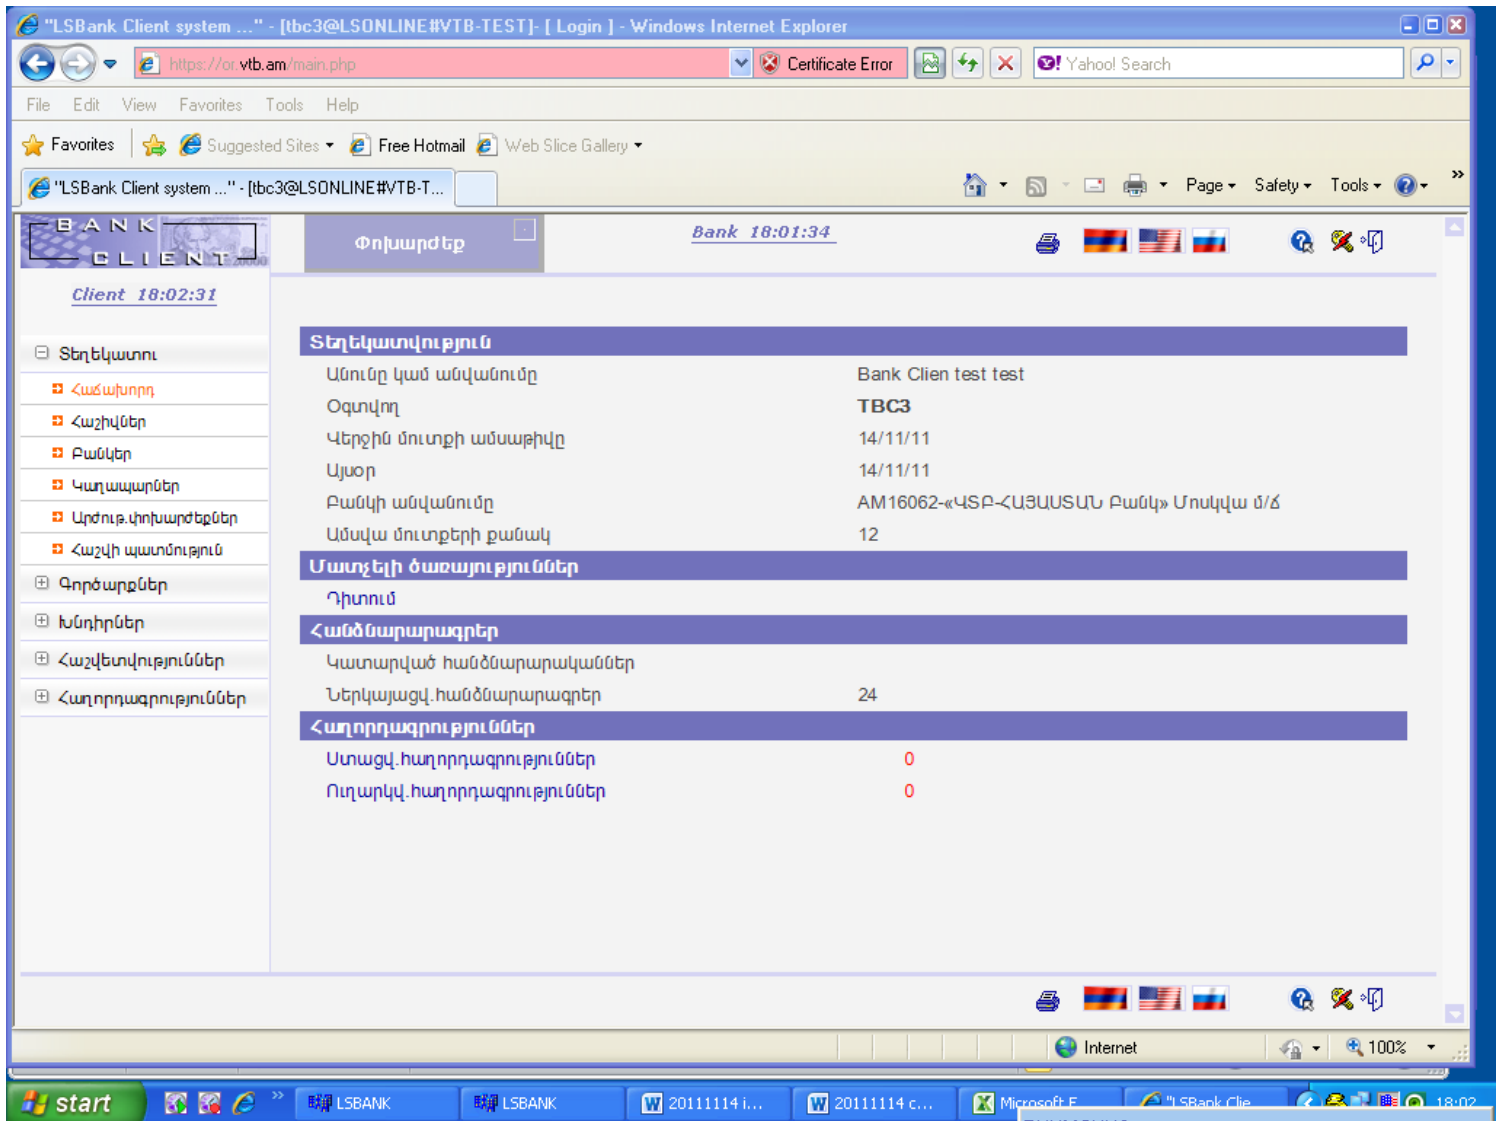 "LSBank Client system ..." - [tbc3@LSONLINE#VTB-TEST]- [ Login ] - Windows Internet Explorer
https://or.vtb.am/main.php
Certificate Error
Yahoo! Search
File Edit View Favorites Tools Help
Favorites Suggested Sites Free Hotmail Web Slice Gallery
"LSBank Client system ..." - [tbc3@LSONLINE#VTB-T...
Page Safety Tools
BANK CLIENT
Փոխարժեք
Bank 18:01:34
Client 18:02:31
Տեղեկատու
Հաճախորդ
Հաշիվներ
Բանկեր
Կաղապարներ
Արժութ.փոխարժեքներ
Հաշվի պատմություն
Գործարքներ
Խնդիրներ
Հաշվետվություններ
Հաղորդագրություններ
Տեղեկատվություն
Անունը կամ անվանումը Bank Clien test test
Օգտվող TBC3
Վերջին մուտքի ամսաթիվը 14/11/11
Այսօր 14/11/11
Բանկի անվանումը AM16062-«ՎՏԲ-ՀԱՅԱՍՏԱՆ Բանկ» Մոսկվա մ/ճ
Ամսվա մուտքերի քանակ 12
Մատչելի ծառայություններ
Դիտում
Հանձնարարագրեր
Կատարված հանձնարարականներ
Ներկայացվ.հանձնարարագրեր 24
Հաղորդագրություններ
Ստացվ.հաղորդագրություններ 0
Ուղարկվ.հաղորդագրություններ 0
Internet 100%
start LSBANK LSBANK 20111114 i... 20111114 c... Microsoft E "LSBank Clie 18:02